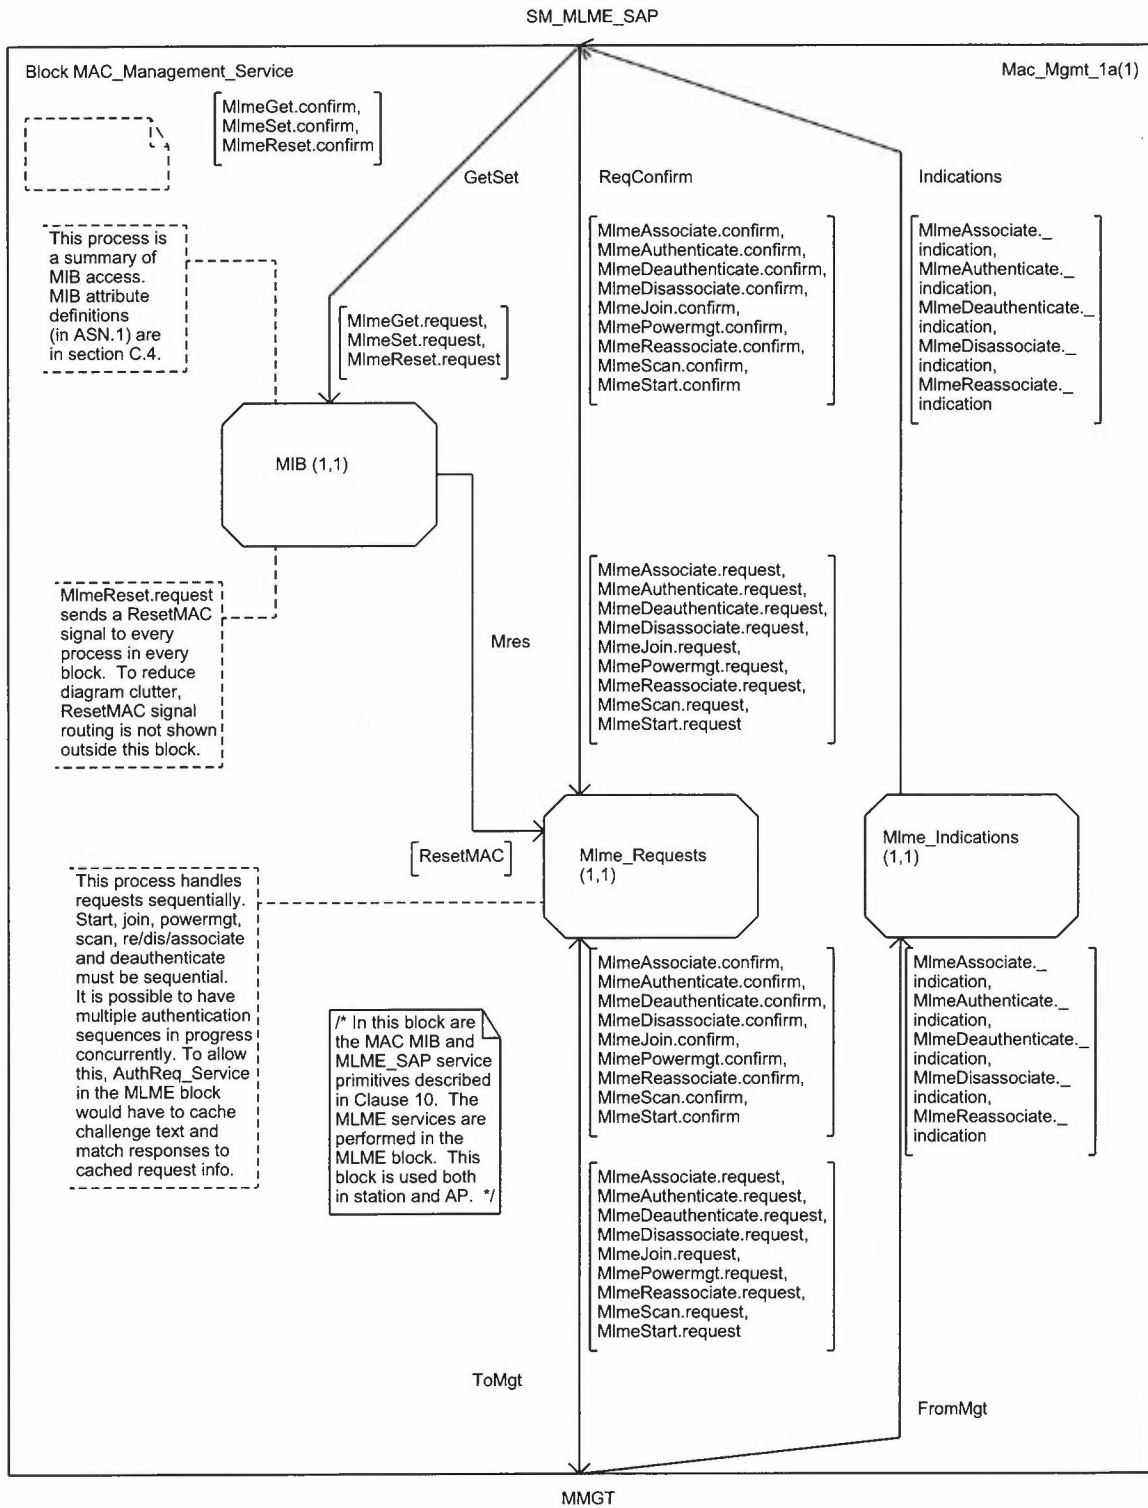 SM_MLME_SAP
Block MAC_Management_Service
Mac_Mgmt_1a(1)
MlmeGet.confirm,
MlmeSet.confirm,
MlmeReset.confirm
GetSet
ReqConfirm
Indications
This process is
a summary of
MIB access.
MIB attribute
definitions
(in ASN.1) are
in section C.4.
MlmeGet.request,
MlmeSet.request,
MlmeReset.request
MlmeAssociate.confirm,
MlmeAuthenticate.confirm,
MlmeDeauthenticate.confirm,
MlmeDisassociate.confirm,
MlmeJoin.confirm,
MlmePowermgt.confirm,
MlmeReassociate.confirm,
MlmeScan.confirm,
MlmeStart.confirm
MlmeAssociate._
indication,
MlmeAuthenticate._
indication,
MlmeDeauthenticate._
indication,
MlmeDisassociate._
indication,
MlmeReassociate._
indication
MIB (1,1)
MlmeReset.request
sends a ResetMAC
signal to every
process in every
block. To reduce
diagram clutter,
ResetMAC signal
routing is not shown
outside this block.
Mres
MlmeAssociate.request,
MlmeAuthenticate.request,
MlmeDeauthenticate.request,
MlmeDisassociate.request,
MlmeJoin.request,
MlmePowermgt.request,
MlmeReassociate.request,
MlmeScan.request,
MlmeStart.request
[ResetMAC]
Mlme_Requests
(1,1)
Mlme_Indications
(1,1)
This process handles
requests sequentially.
Start, join, powermgt,
scan, re/dis/associate
and deauthenticate
must be sequential.
It is possible to have
multiple authentication
sequences in progress
concurrently. To allow
this, AuthReq_Service
in the MLME block
would have to cache
challenge text and
match responses to
cached request info.
/* In this block are
the MAC MIB and
MLME_SAP service
primitives described
in Clause 10. The
MLME services are
performed in the
MLME block. This
block is used both
in station and AP. */
MlmeAssociate.confirm,
MlmeAuthenticate.confirm,
MlmeDeauthenticate.confirm,
MlmeDisassociate.confirm,
MlmeJoin.confirm,
MlmePowermgt.confirm,
MlmeReassociate.confirm,
MlmeScan.confirm,
MlmeStart.confirm
MlmeAssociate._
indication,
MlmeAuthenticate._
indication,
MlmeDeauthenticate._
indication,
MlmeDisassociate._
indication,
MlmeReassociate._
indication
MlmeAssociate.request,
MlmeAuthenticate.request,
MlmeDeauthenticate.request,
MlmeDisassociate.request,
MlmeJoin.request,
MlmePowermgt.request,
MlmeReassociate.request,
MlmeScan.request,
MlmeStart.request
ToMgt
FromMgt
MMGT